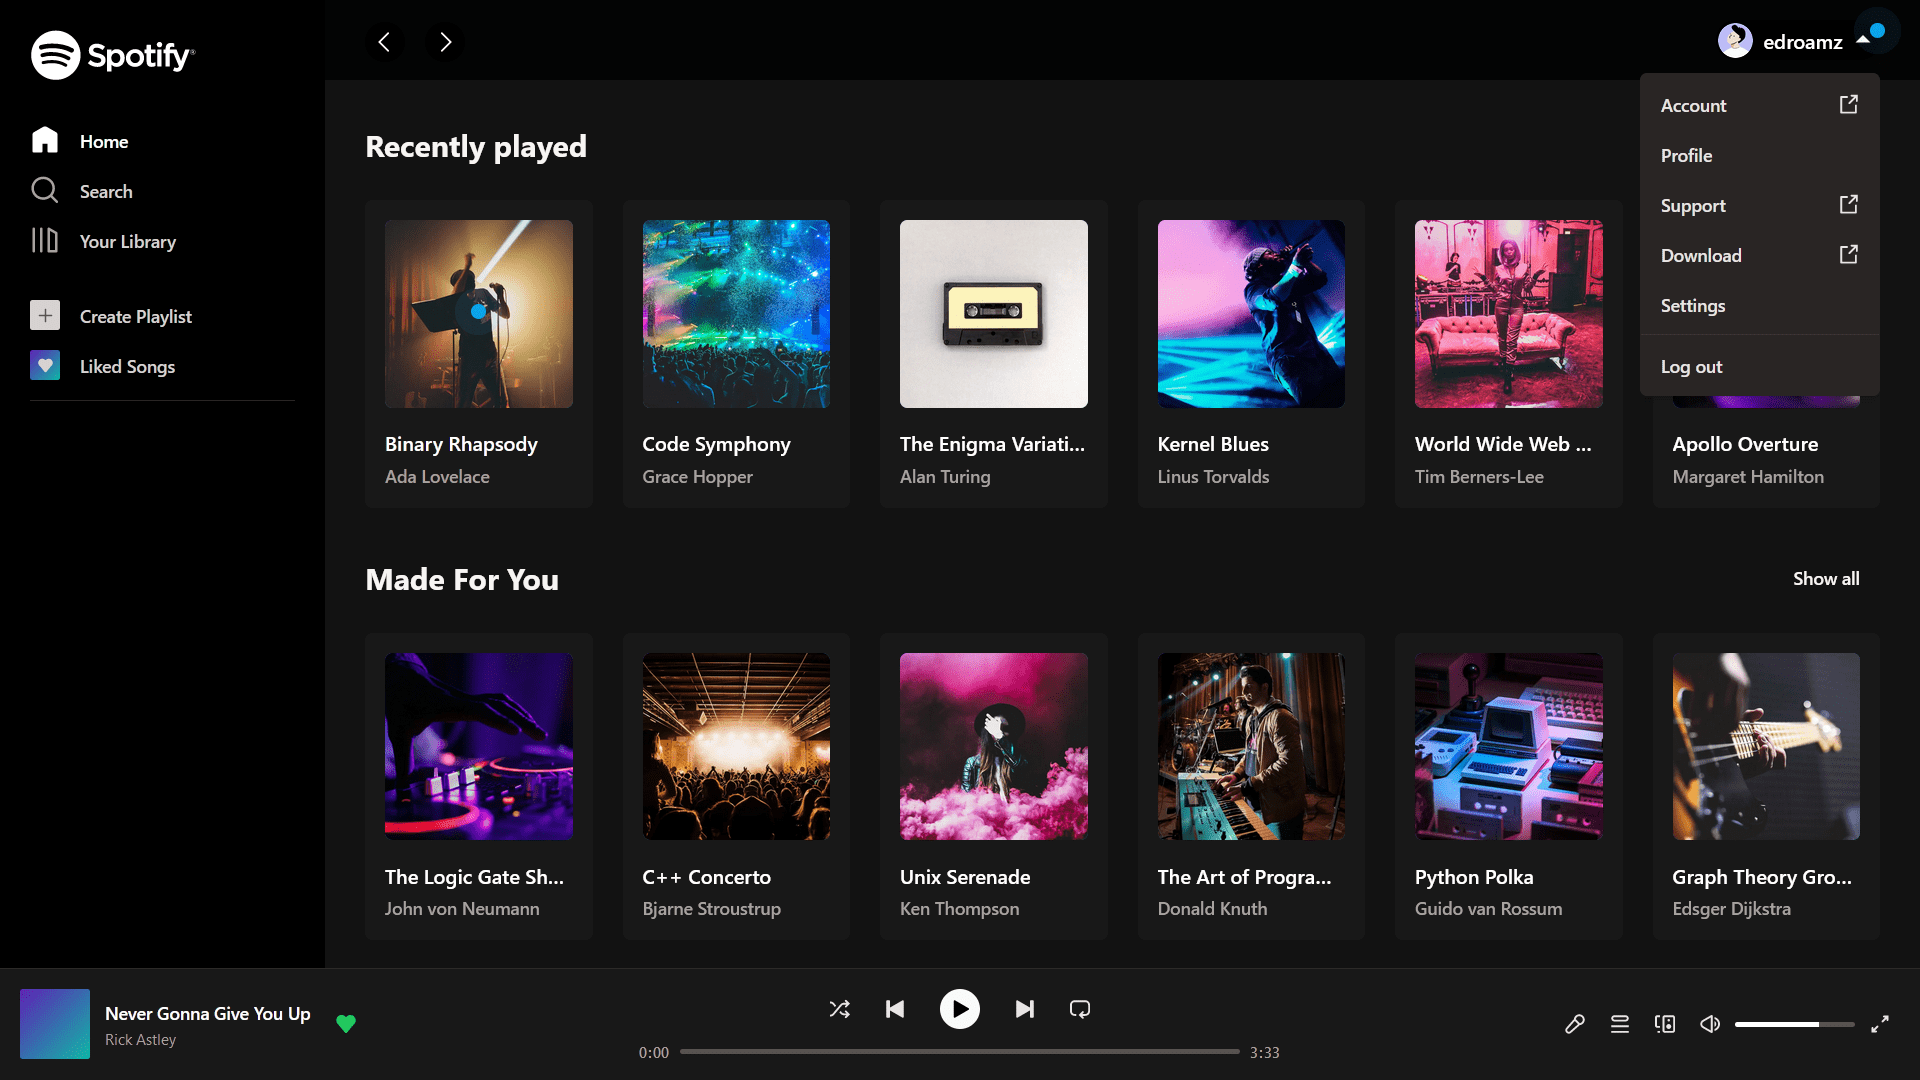 Spotify
Home
Search
Your Library
Create Playlist
Liked Songs
edroamz
Account
Profile
Support
Download
Settings
Log out
Recently played
Binary Rhapsody
Ada Lovelace
Code Symphony
Grace Hopper
The Enigma Variati...
Alan Turing
Kernel Blues
Linus Torvalds
World Wide Web ...
Tim Berners-Lee
Apollo Overture
Margaret Hamilton
Made For You
Show all
The Logic Gate Sh...
John von Neumann
C++ Concerto
Bjarne Stroustrup
Unix Serenade
Ken Thompson
The Art of Progra...
Donald Knuth
Python Polka
Guido van Rossum
Graph Theory Gro...
Edsger Dijkstra
Never Gonna Give You Up
Rick Astley
0:00
3:33